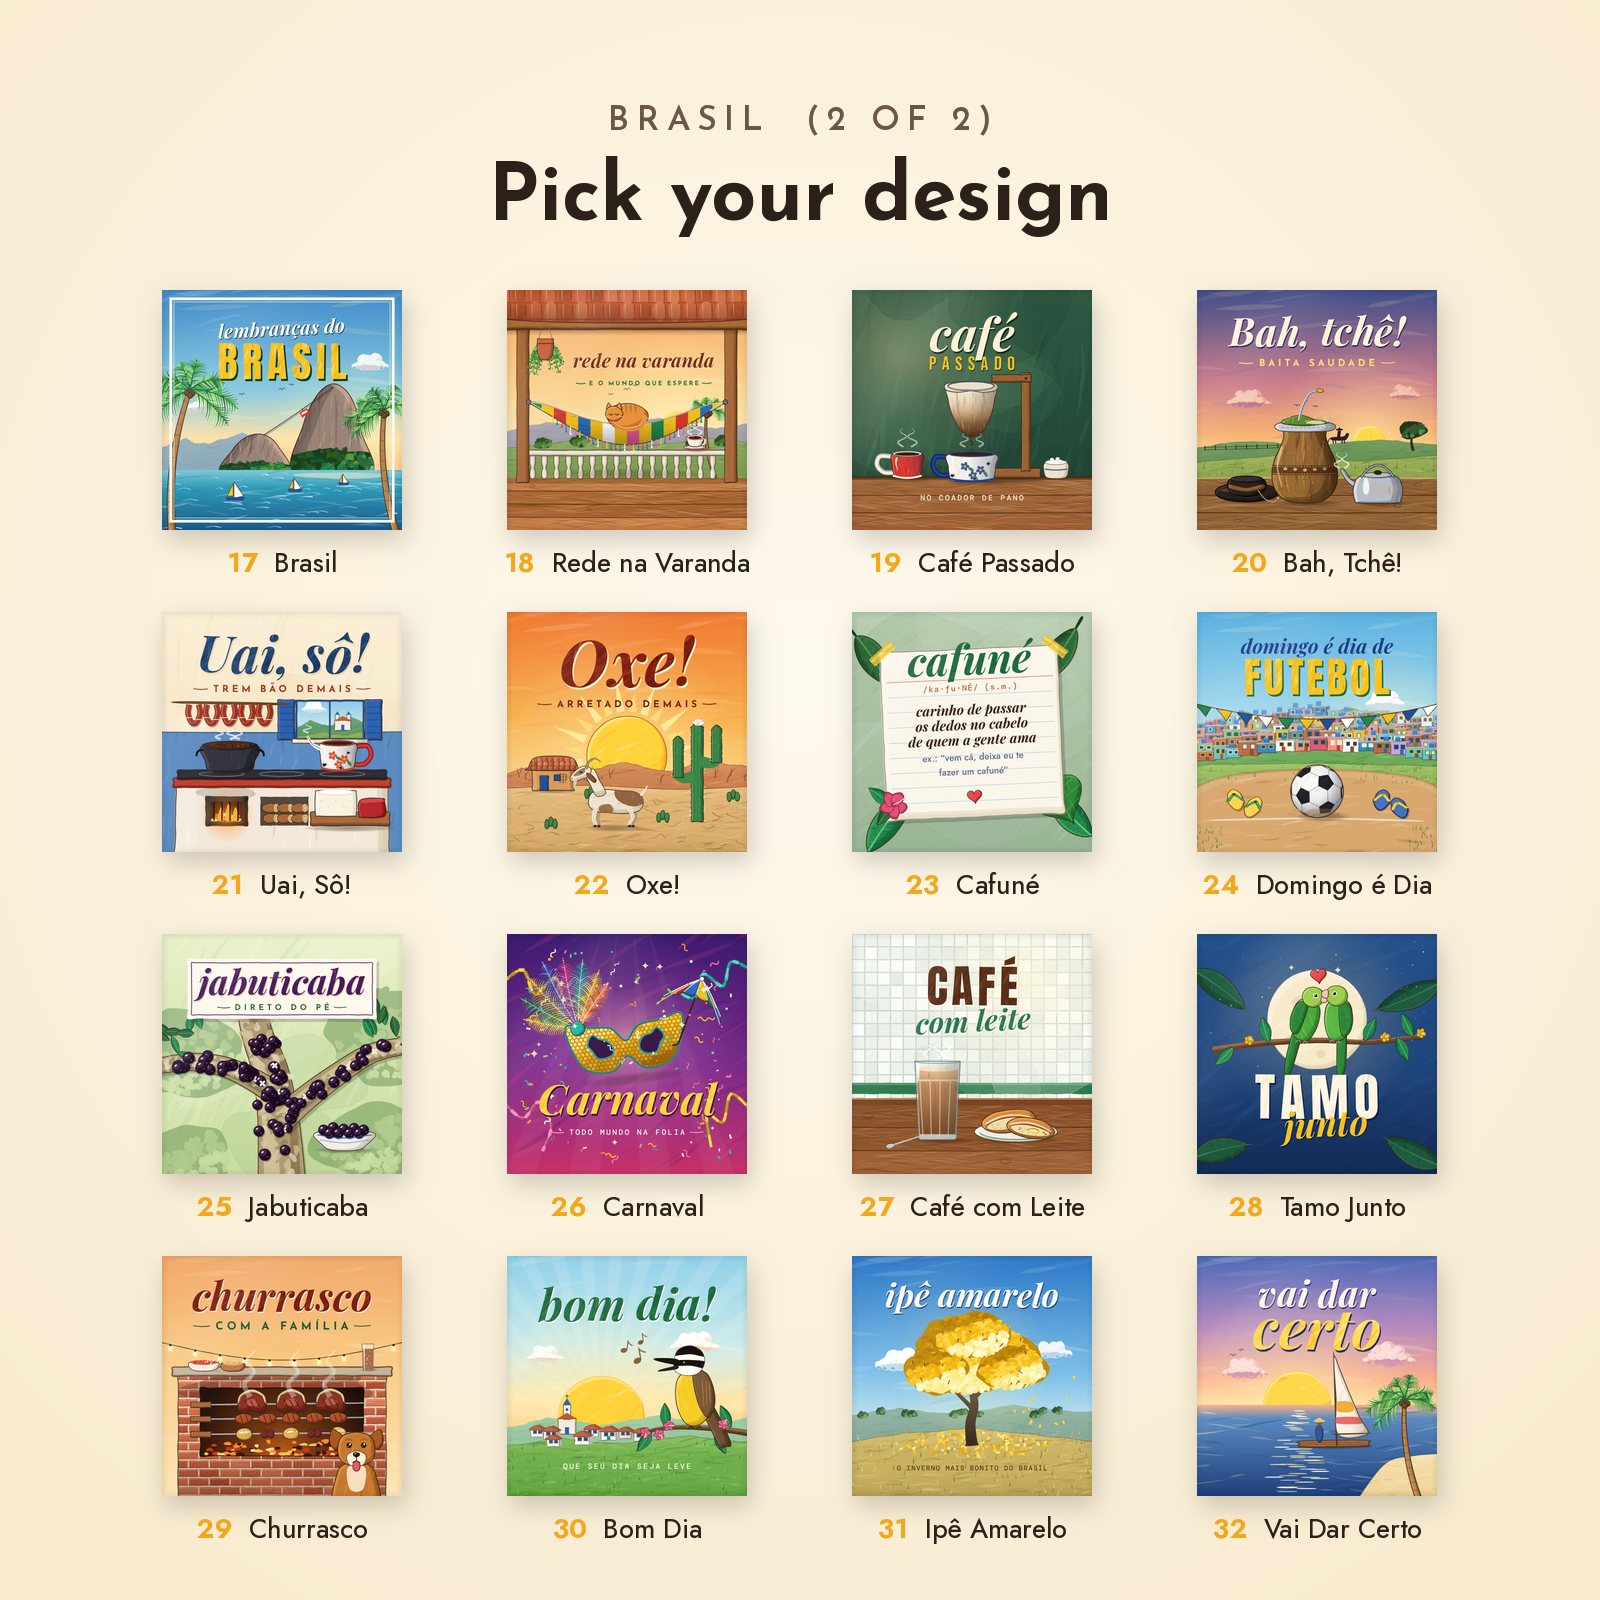 BRASIL (2 OF 2)
Pick your design
lembranças do
BRASIL
17 Brasil
rede na varanda
E O MUNDO QUE ESPERE
18 Rede na Varanda
café
PASSADO
NO COADOR DE PANO
19 Café Passado
Bah, tchê!
BAITA SAUDADE
20 Bah, Tchê!
Uai, sô!
TREM BÃO DEMAIS
21 Uai, Sô!
Oxe!
ARRETADO DEMAIS
22 Oxe!
cafuné
/ka·fu·NÉ/ (s.m.)
carinho de passar
os dedos no cabelo
de quem a gente ama
ex.: "vem cá, deixa eu te
fazer um cafuné"
23 Cafuné
domingo é dia de
FUTEBOL
24 Domingo é Dia
jabuticaba
DIRETO DO PÉ
25 Jabuticaba
Carnaval
TODO MUNDO NA FOLIA
26 Carnaval
CAFÉ
com leite
27 Café com Leite
TAMO
junto
28 Tamo Junto
churrasco
COM A FAMÍLIA
29 Churrasco
bom dia!
QUE SEU DIA SEJA LEVE
30 Bom Dia
ipê amarelo
O INVERNO MAIS BONITO DO BRASIL
31 Ipê Amarelo
vai dar
certo
32 Vai Dar Certo